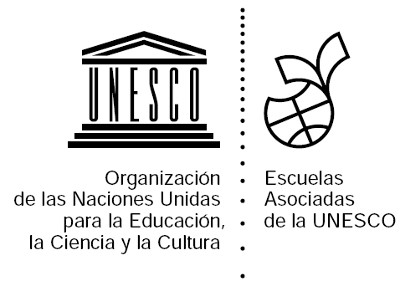 UNESCO
Organización
de las Naciones Unidas
para la Educación,
la Ciencia y la Cultura
Escuelas
Asociadas
de la UNESCO